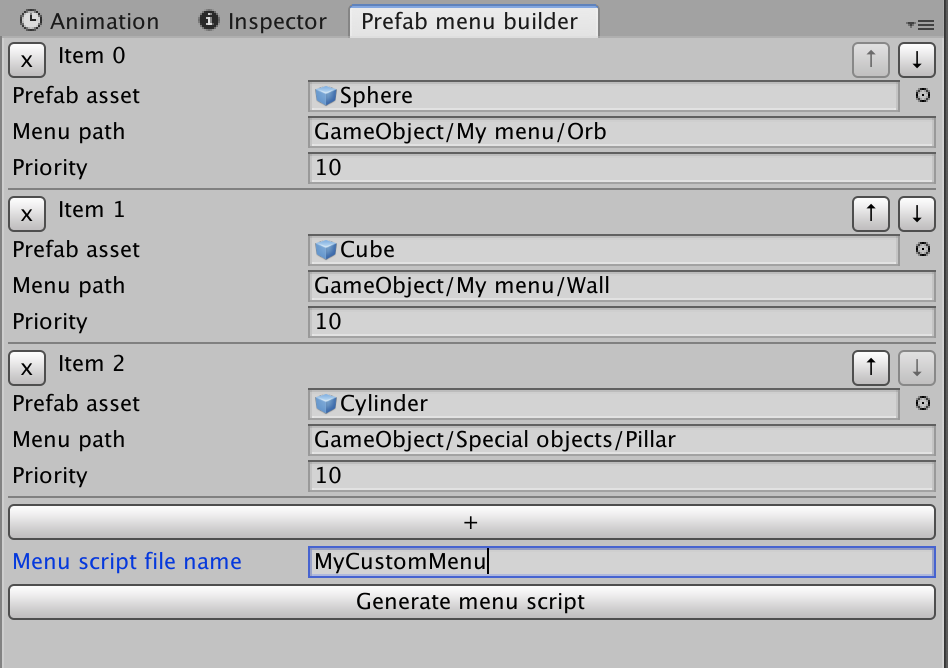 Animation Inspector Prefab menu builder
x Item 0 ↑ ↓
Prefab asset Sphere
Menu path GameObject/My menu/Orb
Priority 10
x Item 1 ↑ ↓
Prefab asset Cube
Menu path GameObject/My menu/Wall
Priority 10
x Item 2 ↑ ↓
Prefab asset Cylinder
Menu path GameObject/Special objects/Pillar
Priority 10
+
Menu script file name MyCustomMenu
Generate menu script